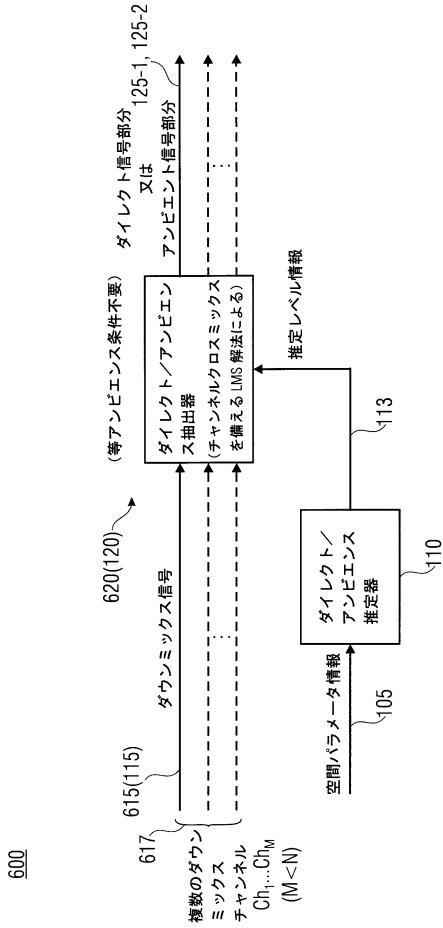 600
複数のダウン
ミックス
チャンネル
Ch₁...Ch_M
(M<N)
617
615(115)
ダウンミックス信号
...
620(120)
(等アンビエンス条件不要)
ダイレクト/アンビエン
ス抽出器
(チャンネルクロスミックス
を備える LMS 解法による)
ダイレクト信号部分
又は
アンビエント信号部分
125-1, 125-2
...
推定レベル情報
113
空間パラメータ情報
105
ダイレクト/
アンビエンス
推定器
110